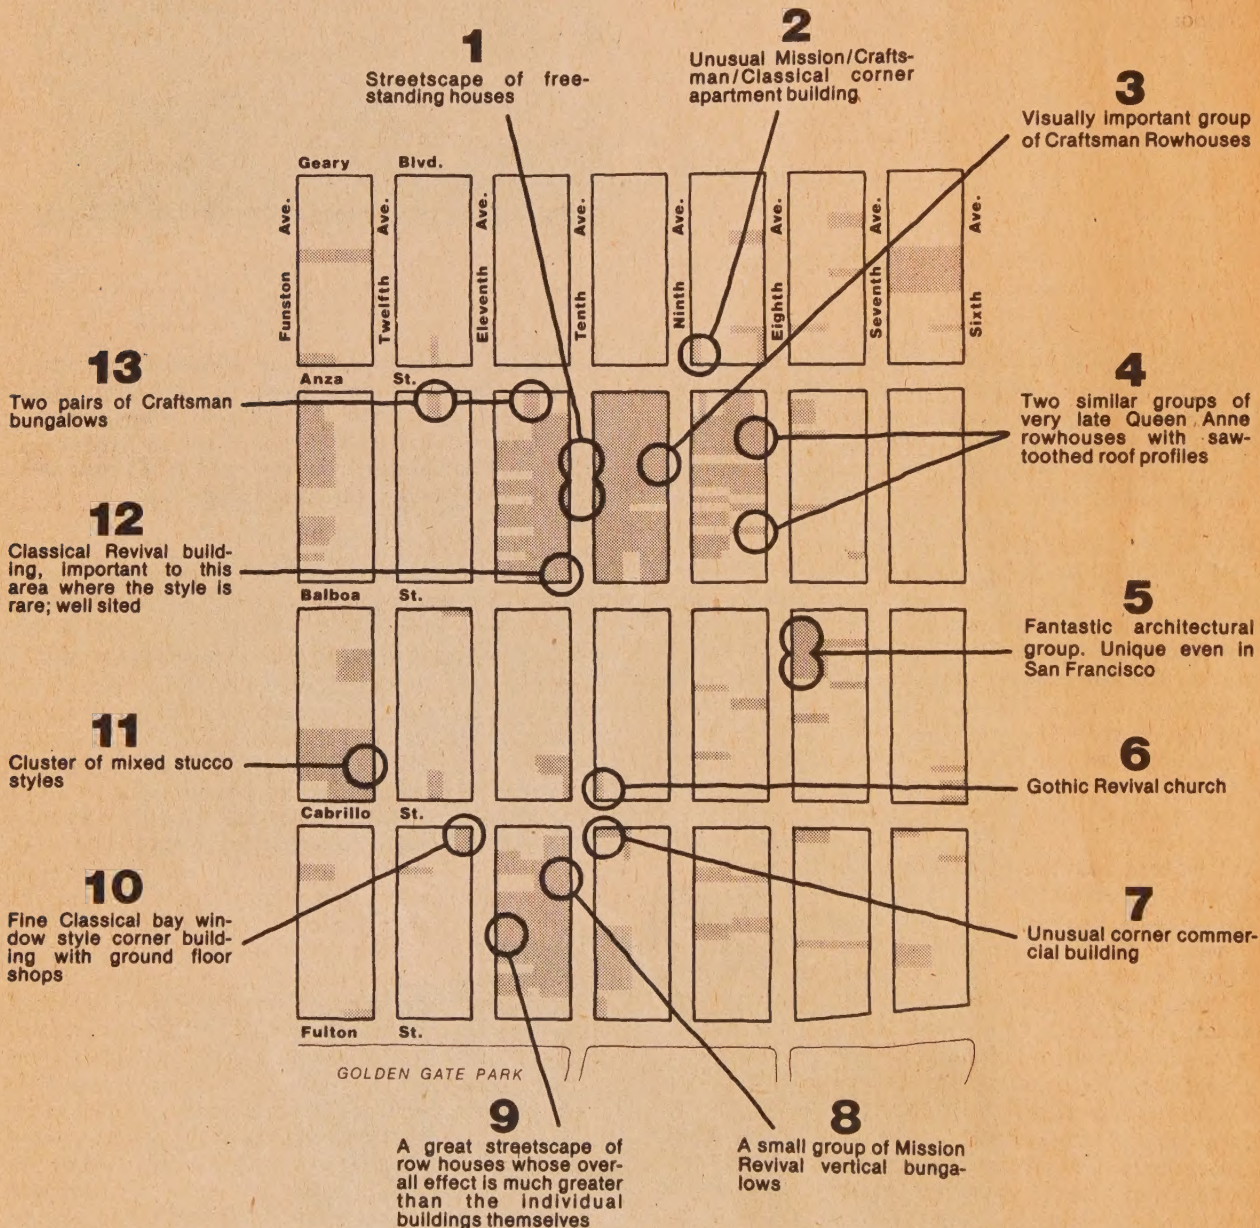 1
Streetscape of free-
standing houses
2
Unusual Mission/Crafts-
man/Classical corner
apartment building
3
Visually important group
of Craftsman Rowhouses
Geary Blvd.
Funston Ave.
Twelfth Ave.
Eleventh Ave.
Tenth Ave.
Ninth Ave.
Eighth Ave.
Seventh Ave.
Sixth Ave.
13
Two pairs of Craftsman
bungalows
Anza St.
4
Two similar groups of
very late Queen Anne
rowhouses with saw-
toothed roof profiles
12
Classical Revival build-
ing, important to this
area where the style is
rare; well sited
Balboa St.
5
Fantastic architectural
group. Unique even in
San Francisco
11
Cluster of mixed stucco
styles
6
Gothic Revival church
Cabrillo St.
10
Fine Classical bay win-
dow style corner build-
ing with ground floor
shops
7
Unusual corner commer-
cial building
Fulton St.
GOLDEN GATE PARK
9
A great streetscape of
row houses whose over-
all effect is much greater
than the individual
buildings themselves
8
A small group of Mission
Revival vertical bunga-
lows